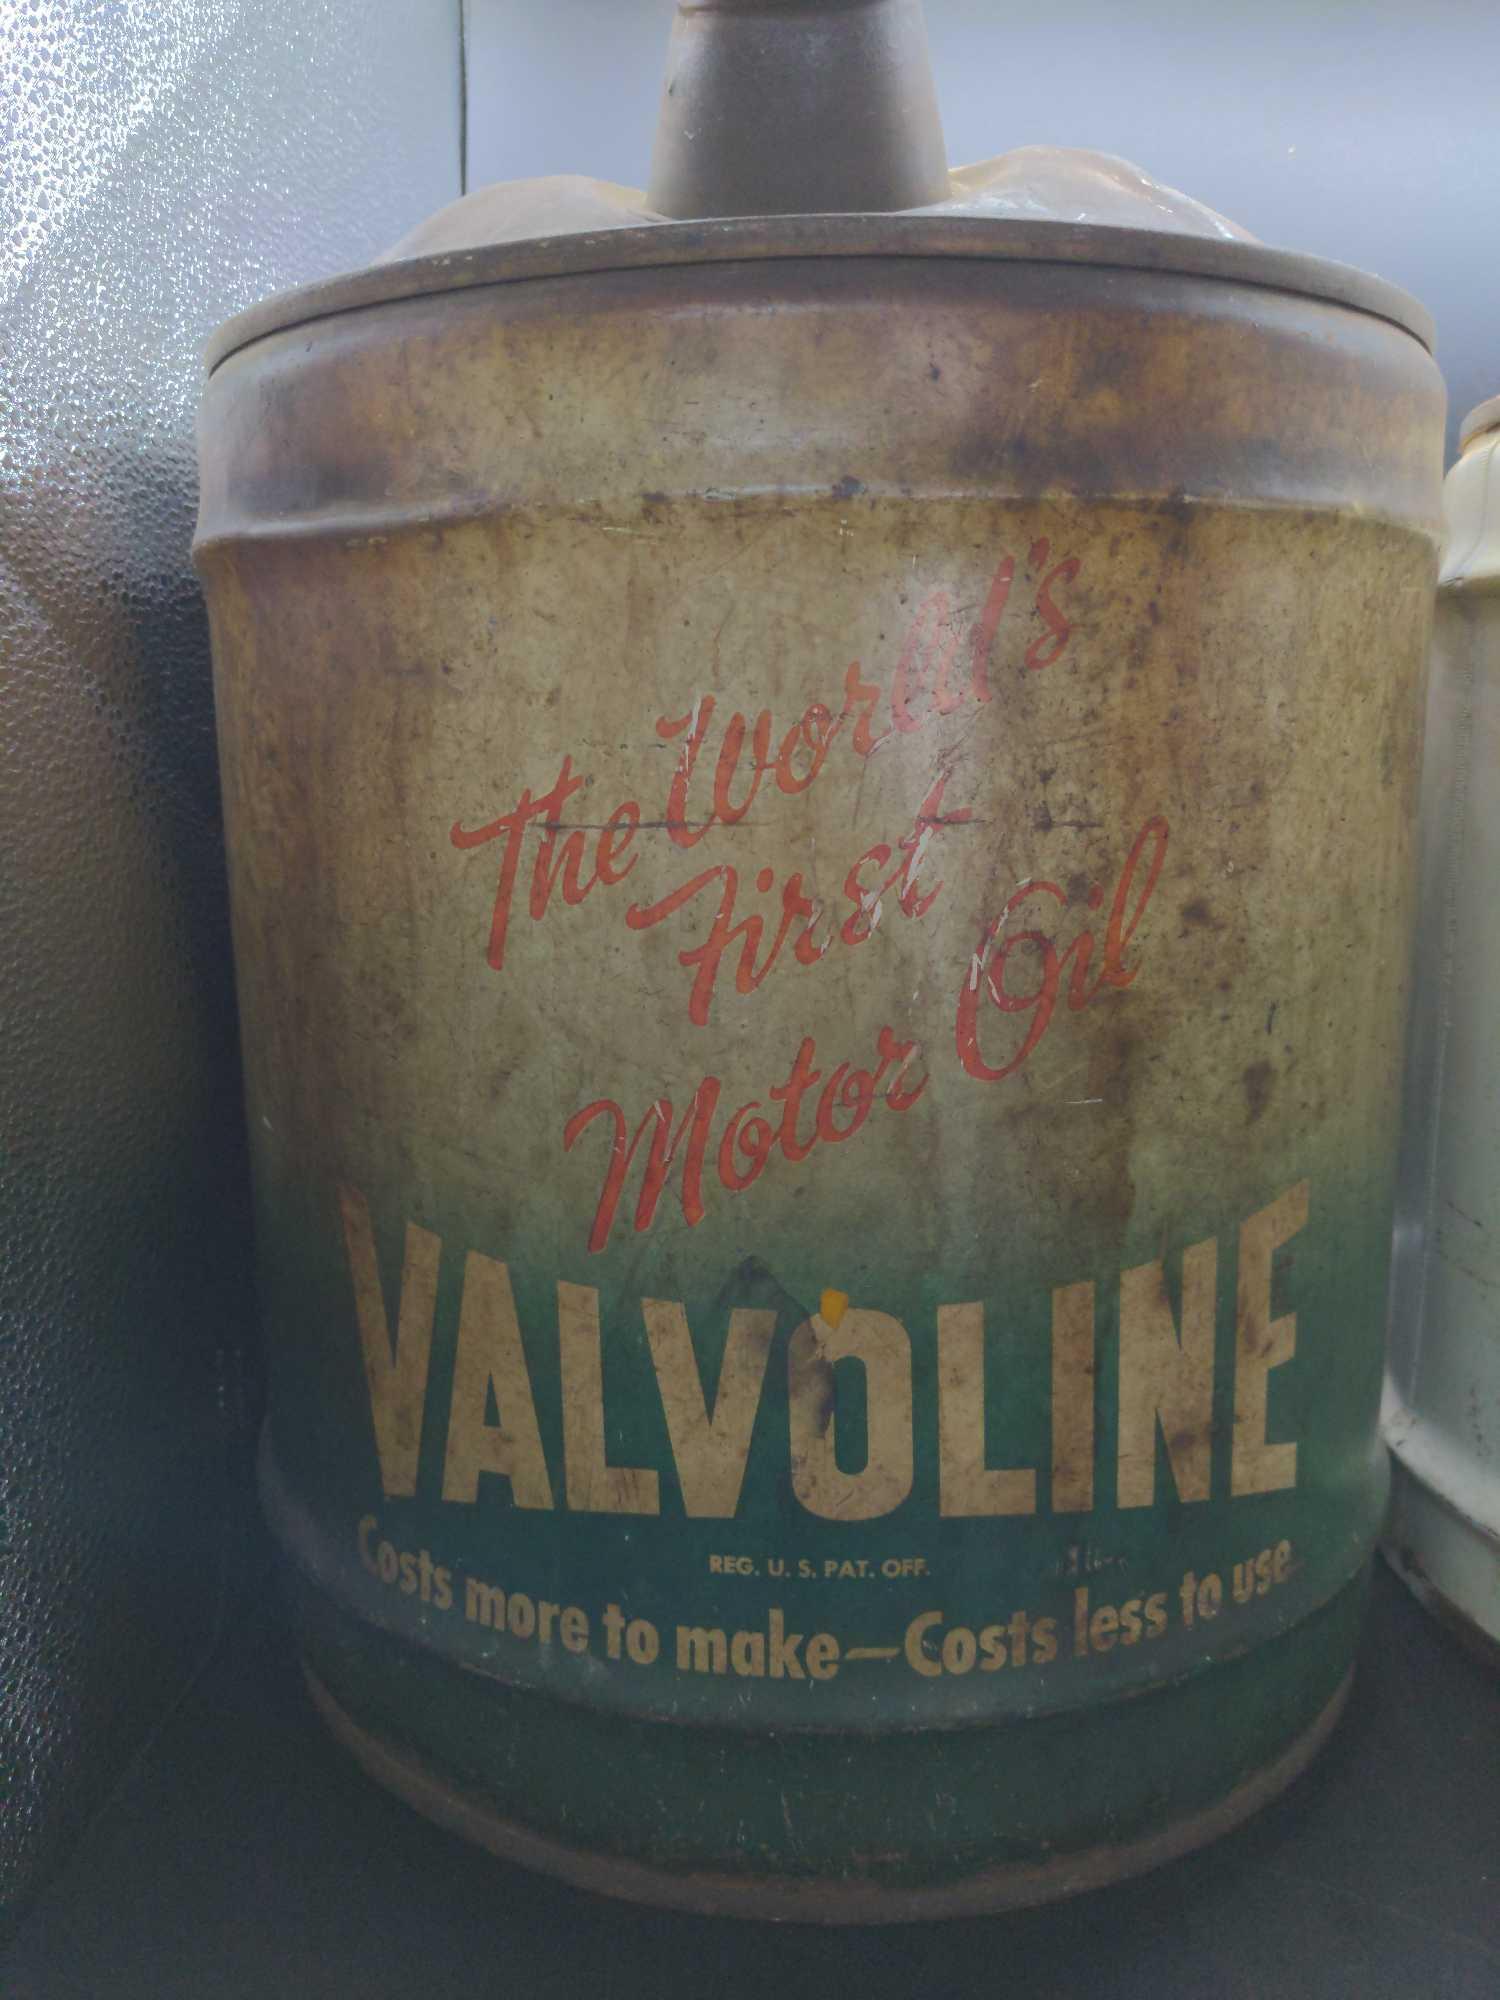 The World's
First
Motor Oil
VALVOLINE
REG. U. S. PAT. OFF.
Costs more to make—Costs less to use